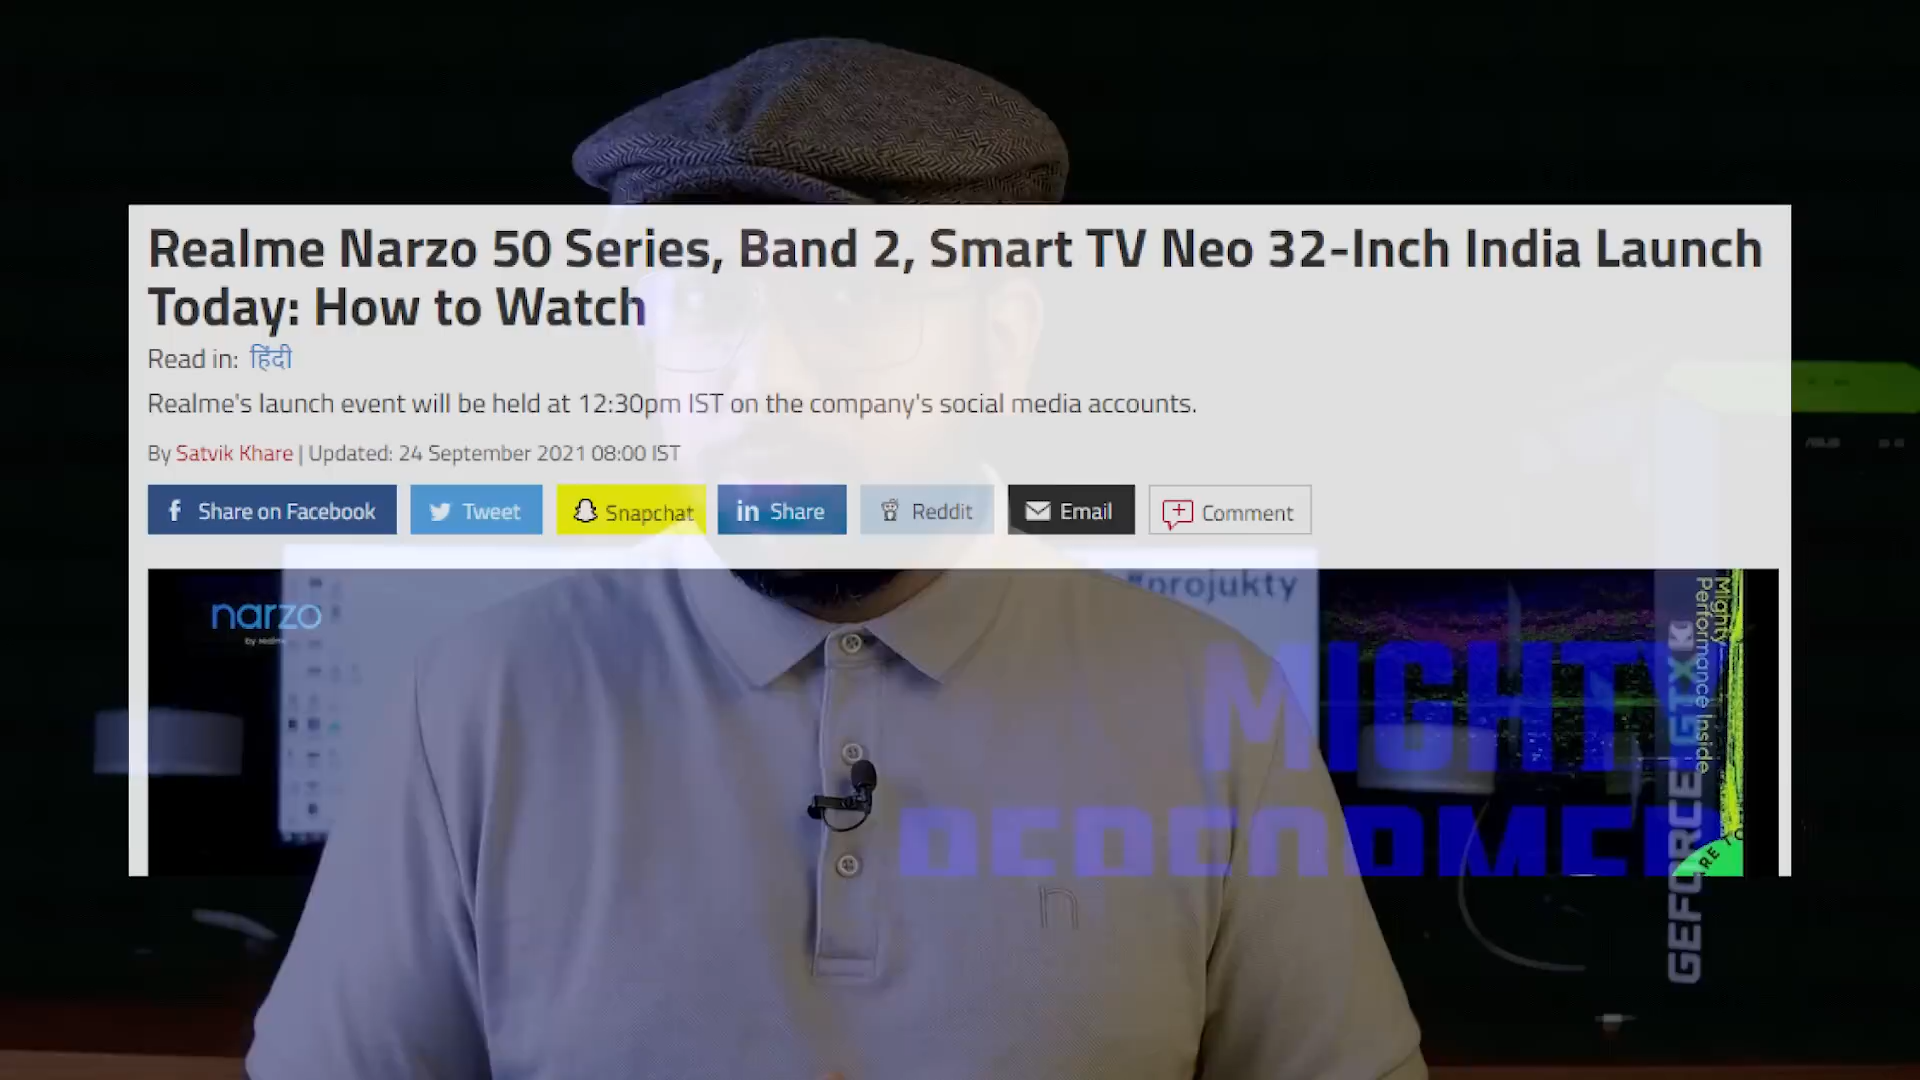 Realme Narzo 50 Series, Band 2, Smart TV Neo 32-Inch India Launch
Today: How to Watch
Read in: हिंदी
Realme's launch event will be held at 12:30pm IST on the company's social media accounts.
By Satvik Khare | Updated: 24 September 2021 08:00 IST
Share on Facebook
Tweet
Snapchat
in Share
Reddit
Email
Comment
narzo
by realme
#projukty
MIGHTY
Mighty
Performance Inside
GEFORCE GTX
n